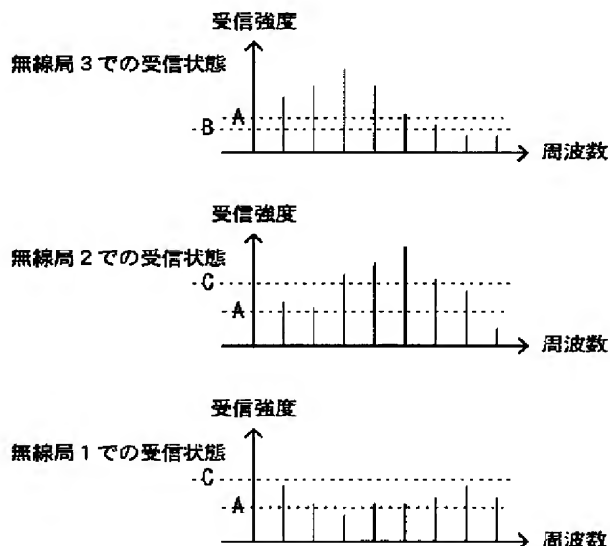 受信強度
無線局3での受信状態
A
B
周波数
受信強度
無線局2での受信状態
C
A
周波数
受信強度
無線局1での受信状態
C
A
周波数